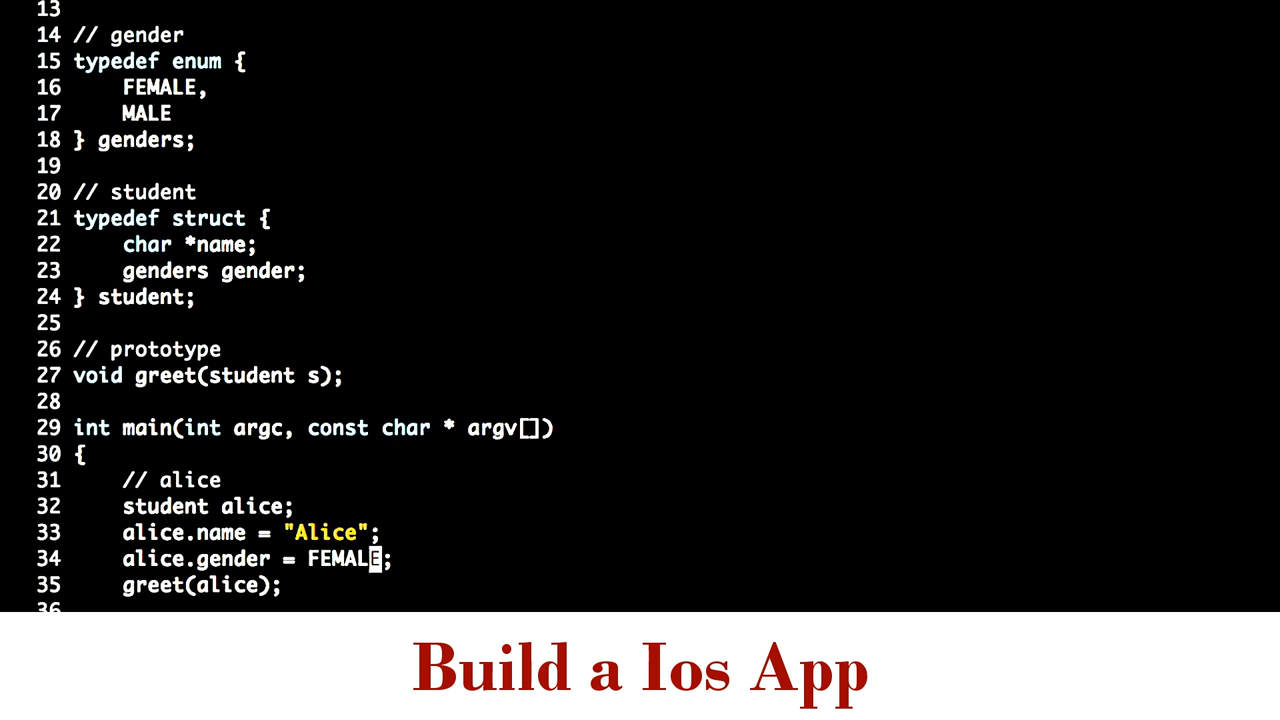 13
14 // gender
15 typedef enum {
16     FEMALE,
17     MALE
18 } genders;
19
20 // student
21 typedef struct {
22     char *name;
23     genders gender;
24 } student;
25
26 // prototype
27 void greet(student s);
28
29 int main(int argc, const char * argv[])
30 {
31     // alice
32     student alice;
33     alice.name = "Alice";
34     alice.gender = FEMALE;
35     greet(alice);
36
Build a Ios App